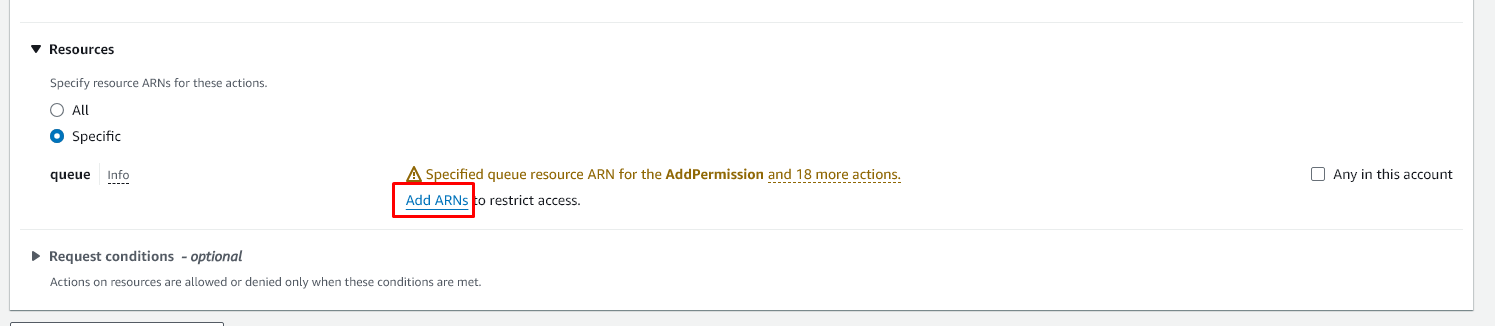 Resources
Specify resource ARNs for these actions.
All
Specific
queue Info Specified queue resource ARN for the AddPermission and 18 more actions. Any in this account
Add ARNs to restrict access.
Request conditions - optional
Actions on resources are allowed or denied only when these conditions are met.